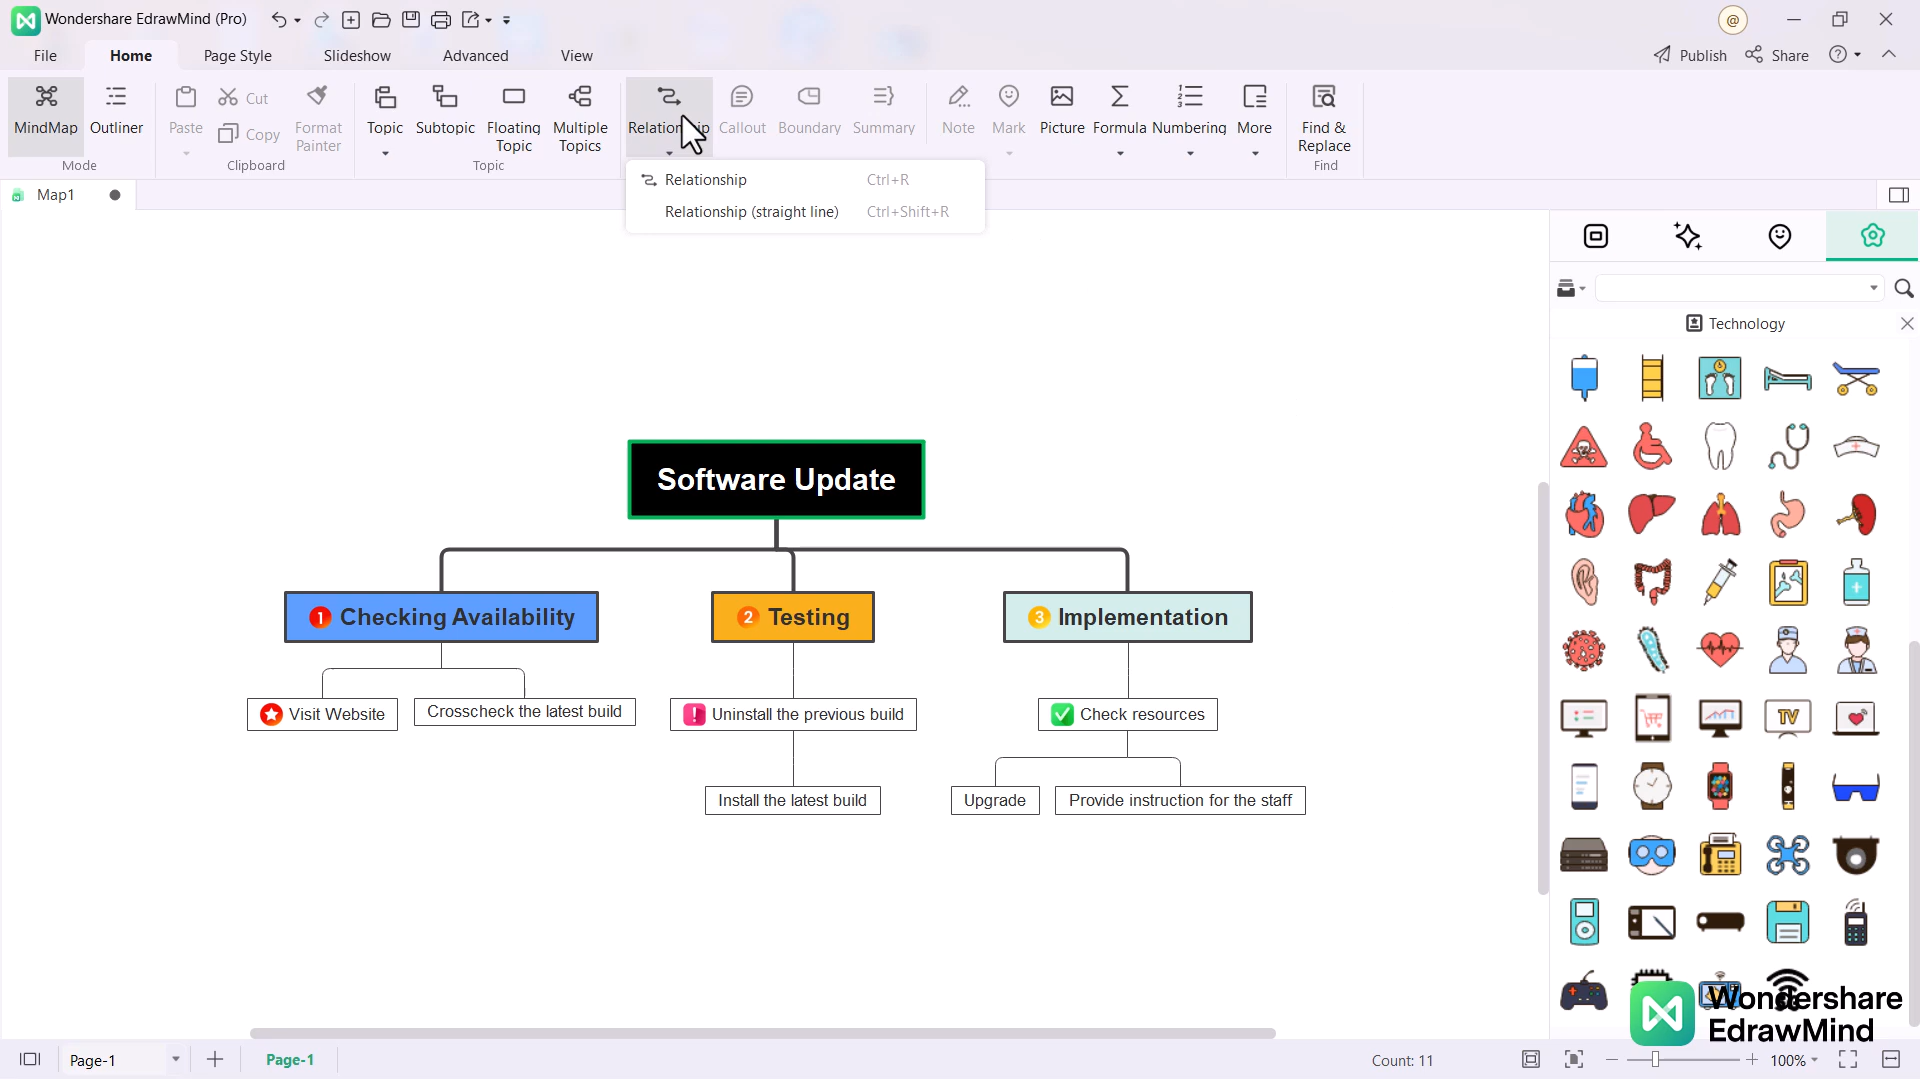 Wondershare EdrawMind (Pro)
@
File
Home
Page Style
Slideshow
Advanced
View
Publish
Share
MindMap
Outliner
Mode
Paste
Cut
Copy
Format
Painter
Clipboard
Topic
Subtopic
Floating
Topic
Multiple
Topics
Topic
Relationship
Callout
Boundary
Summary
Note
Mark
Picture
Formula
Numbering
More
Find &
Replace
Find
Relationship Ctrl+R
Relationship (straight line) Ctrl+Shift+R
Map1
Technology
Software Update
1 Checking Availability
2 Testing
3 Implementation
Visit Website
Crosscheck the latest build
! Uninstall the previous build
Check resources
Install the latest build
Upgrade
Provide instruction for the staff
TV
Wondershare
EdrawMind
Page-1
Page-1
Count: 11
100%